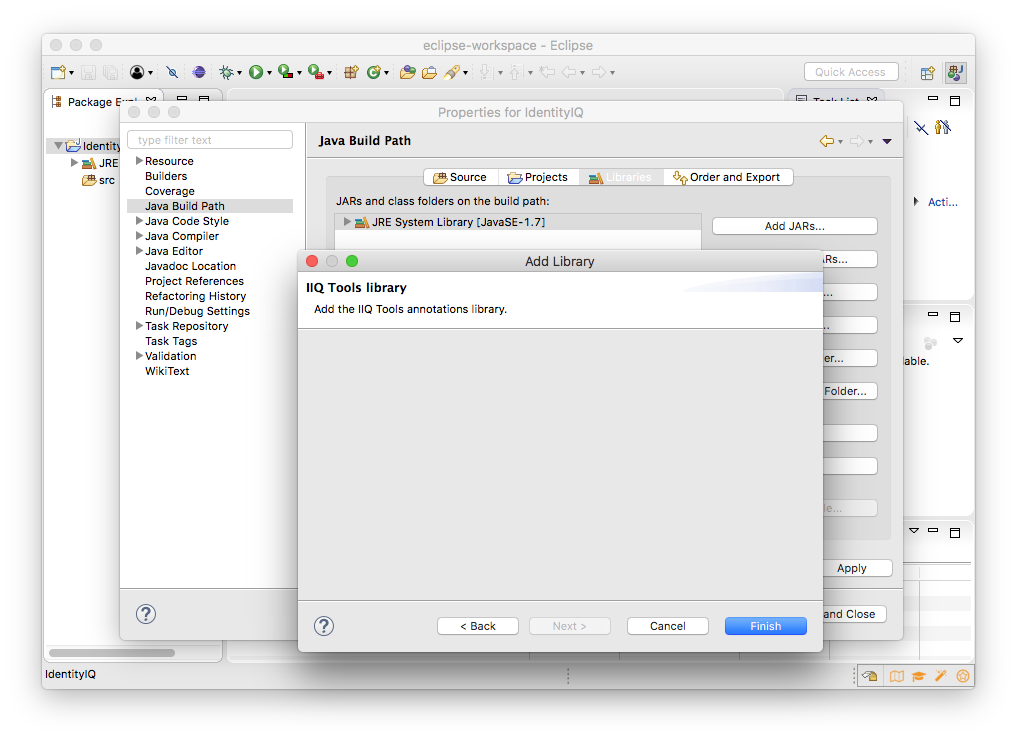 eclipse-workspace - Eclipse
Quick Access
Package
Task List
Properties for IdentityIQ
type filter text
Java Build Path
Identity
JRE
src
Resource
Builders
Coverage
Java Build Path
Java Code Style
Java Compiler
Java Editor
Javadoc Location
Project References
Refactoring History
Run/Debug Settings
Task Repository
Task Tags
Validation
WikiText
Source
Projects
Libraries
Order and Export
JARs and class folders on the build path:
JRE System Library [JavaSE-1.7]
Add JARs...
ARs...
...
...
er...
Folder...
le...
Apply
and Close
Acti...
able.
Add Library
IIQ Tools library
Add the IIQ Tools annotations library.
?
?
< Back
Next >
Cancel
Finish
IdentityIQ